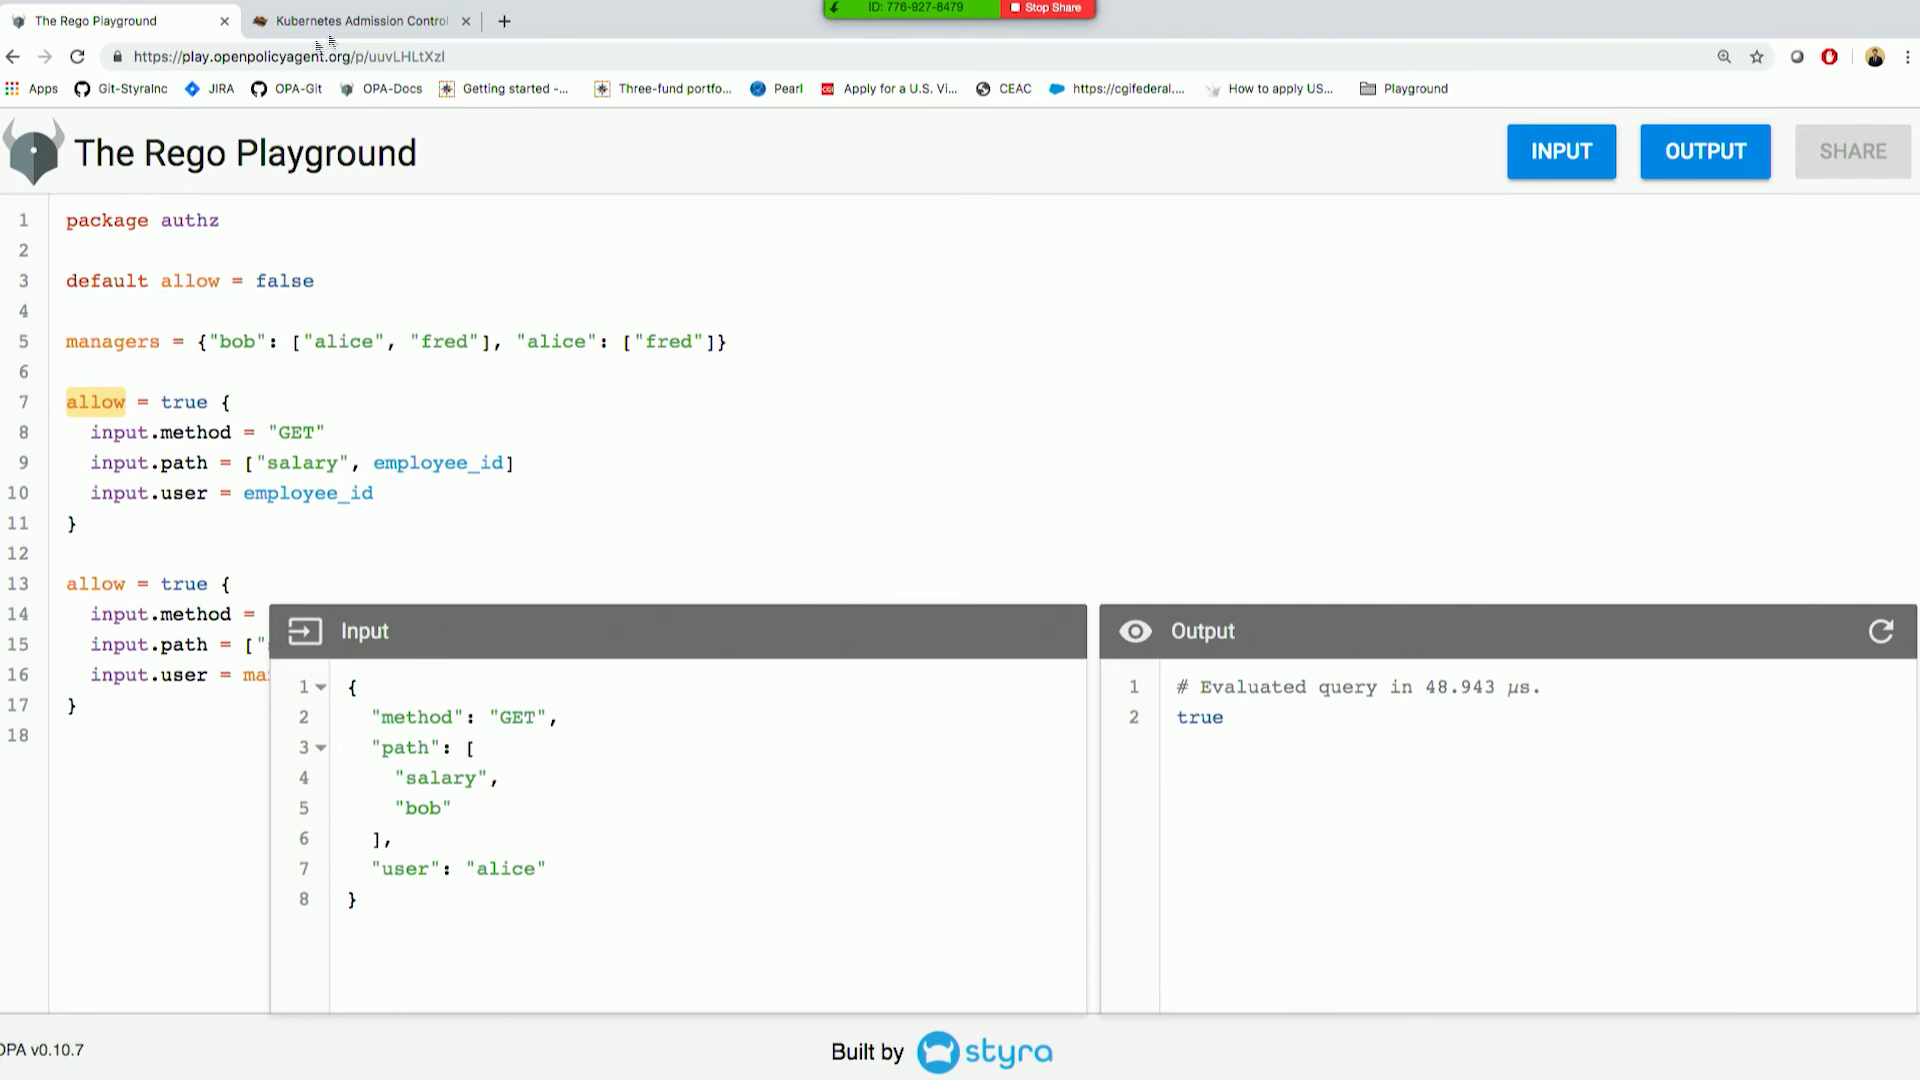 The Rego Playground
Kubernetes Admission Control
ID: 776-927-8479
Stop Share
https://play.openpolicyagent.org/p/uuvLHLtXzI
Apps
Git-StyraInc
JIRA
OPA-Git
OPA-Docs
Getting started -...
Three-fund portfo...
Pearl
Apply for a U.S. Vi...
CEAC
https://cgifederal....
How to apply US...
Playground
The Rego Playground
INPUT
OUTPUT
SHARE
1 package authz
2
3 default allow = false
4
5 managers = {"bob": ["alice", "fred"], "alice": ["fred"]}
6
7 allow = true {
8 input.method = "GET"
9 input.path = ["salary", employee_id]
10 input.user = employee_id
11 }
12
13 allow = true {
14 input.method =
15 input.path = ["
16 input.user = ma
17 }
18
Input
1 {
2 "method": "GET",
3 "path": [
4 "salary",
5 "bob"
6 ],
7 "user": "alice"
8 }
Output
1 # Evaluated query in 48.943 µs.
2 true
OPA v0.10.7
Built by styra